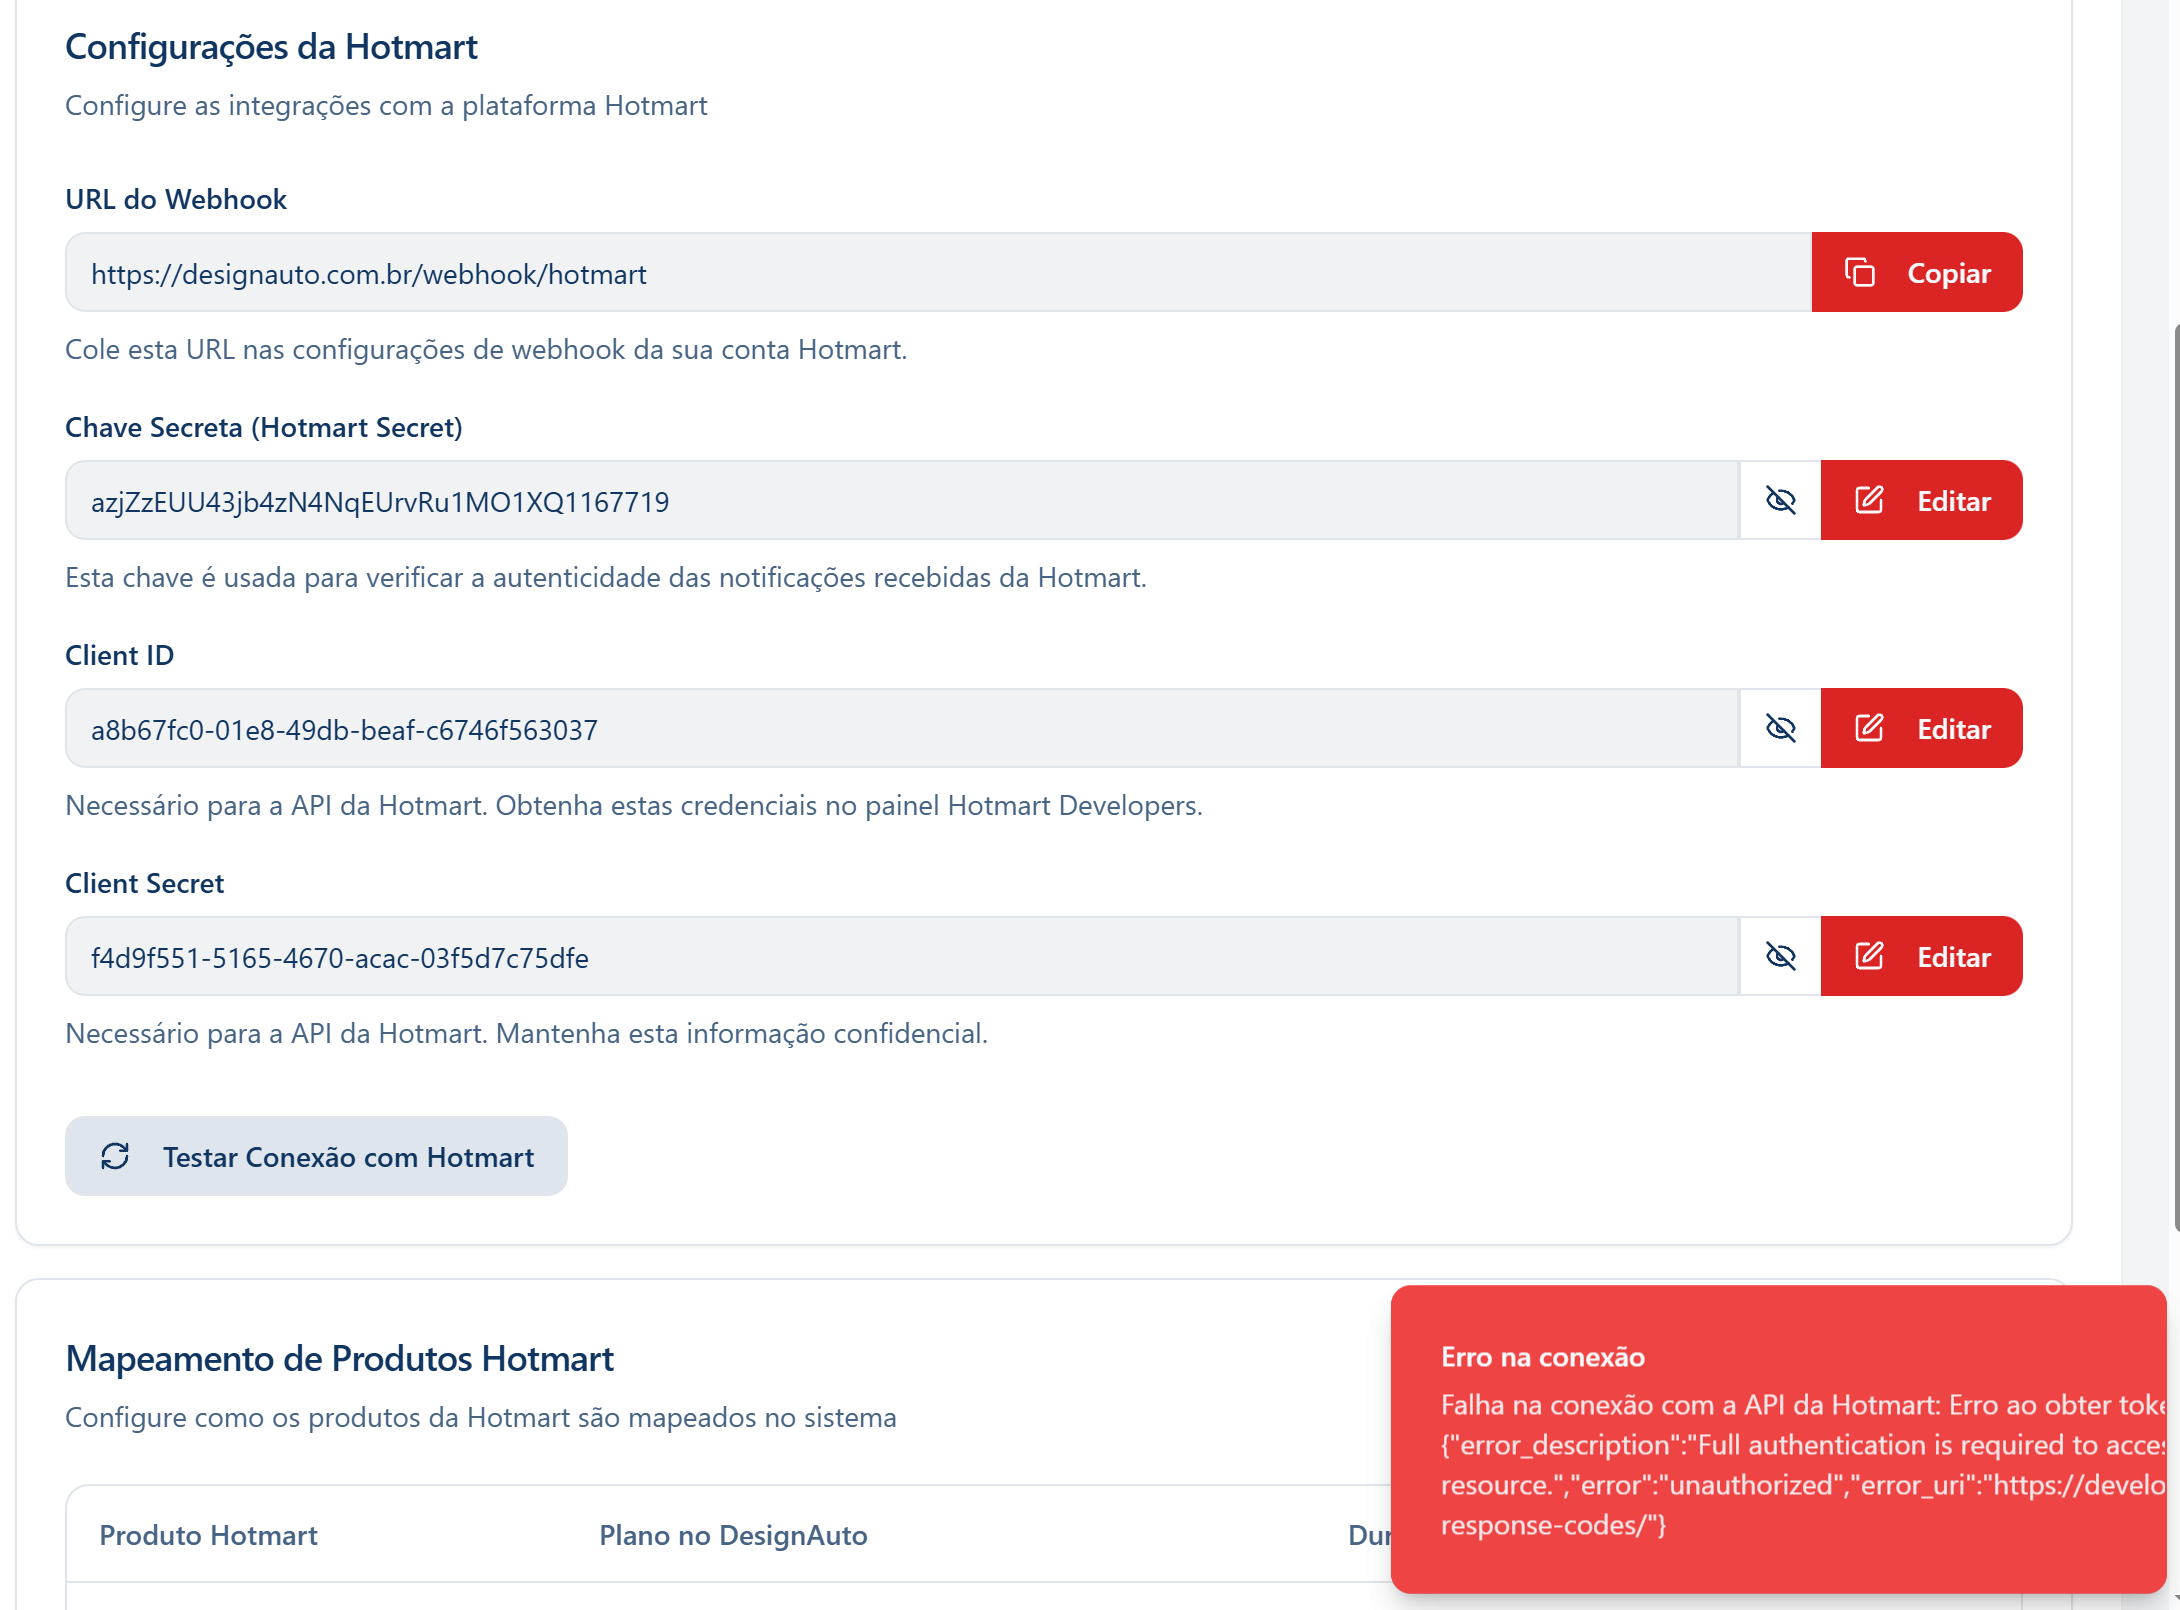 Configurações da Hotmart
Configure as integrações com a plataforma Hotmart
URL do Webhook
https://designauto.com.br/webhook/hotmart
Copiar
Cole esta URL nas configurações de webhook da sua conta Hotmart.
Chave Secreta (Hotmart Secret)
azjZzEUU43jb4zN4NqEUrvRu1MO1XQ1167719
Editar
Esta chave é usada para verificar a autenticidade das notificações recebidas da Hotmart.
Client ID
a8b67fc0-01e8-49db-beaf-c6746f563037
Editar
Necessário para a API da Hotmart. Obtenha estas credenciais no painel Hotmart Developers.
Client Secret
f4d9f551-5165-4670-acac-03f5d7c75dfe
Editar
Necessário para a API da Hotmart. Mantenha esta informação confidencial.
Testar Conexão com Hotmart
Mapeamento de Produtos Hotmart
Configure como os produtos da Hotmart são mapeados no sistema
Produto Hotmart
Plano no DesignAuto
Erro na conexão
Falha na conexão com a API da Hotmart: Erro ao obter
{"error_description":"Full authentication is required to
resource.","error":"unauthorized","error_uri":"https://develo
response-codes/"}